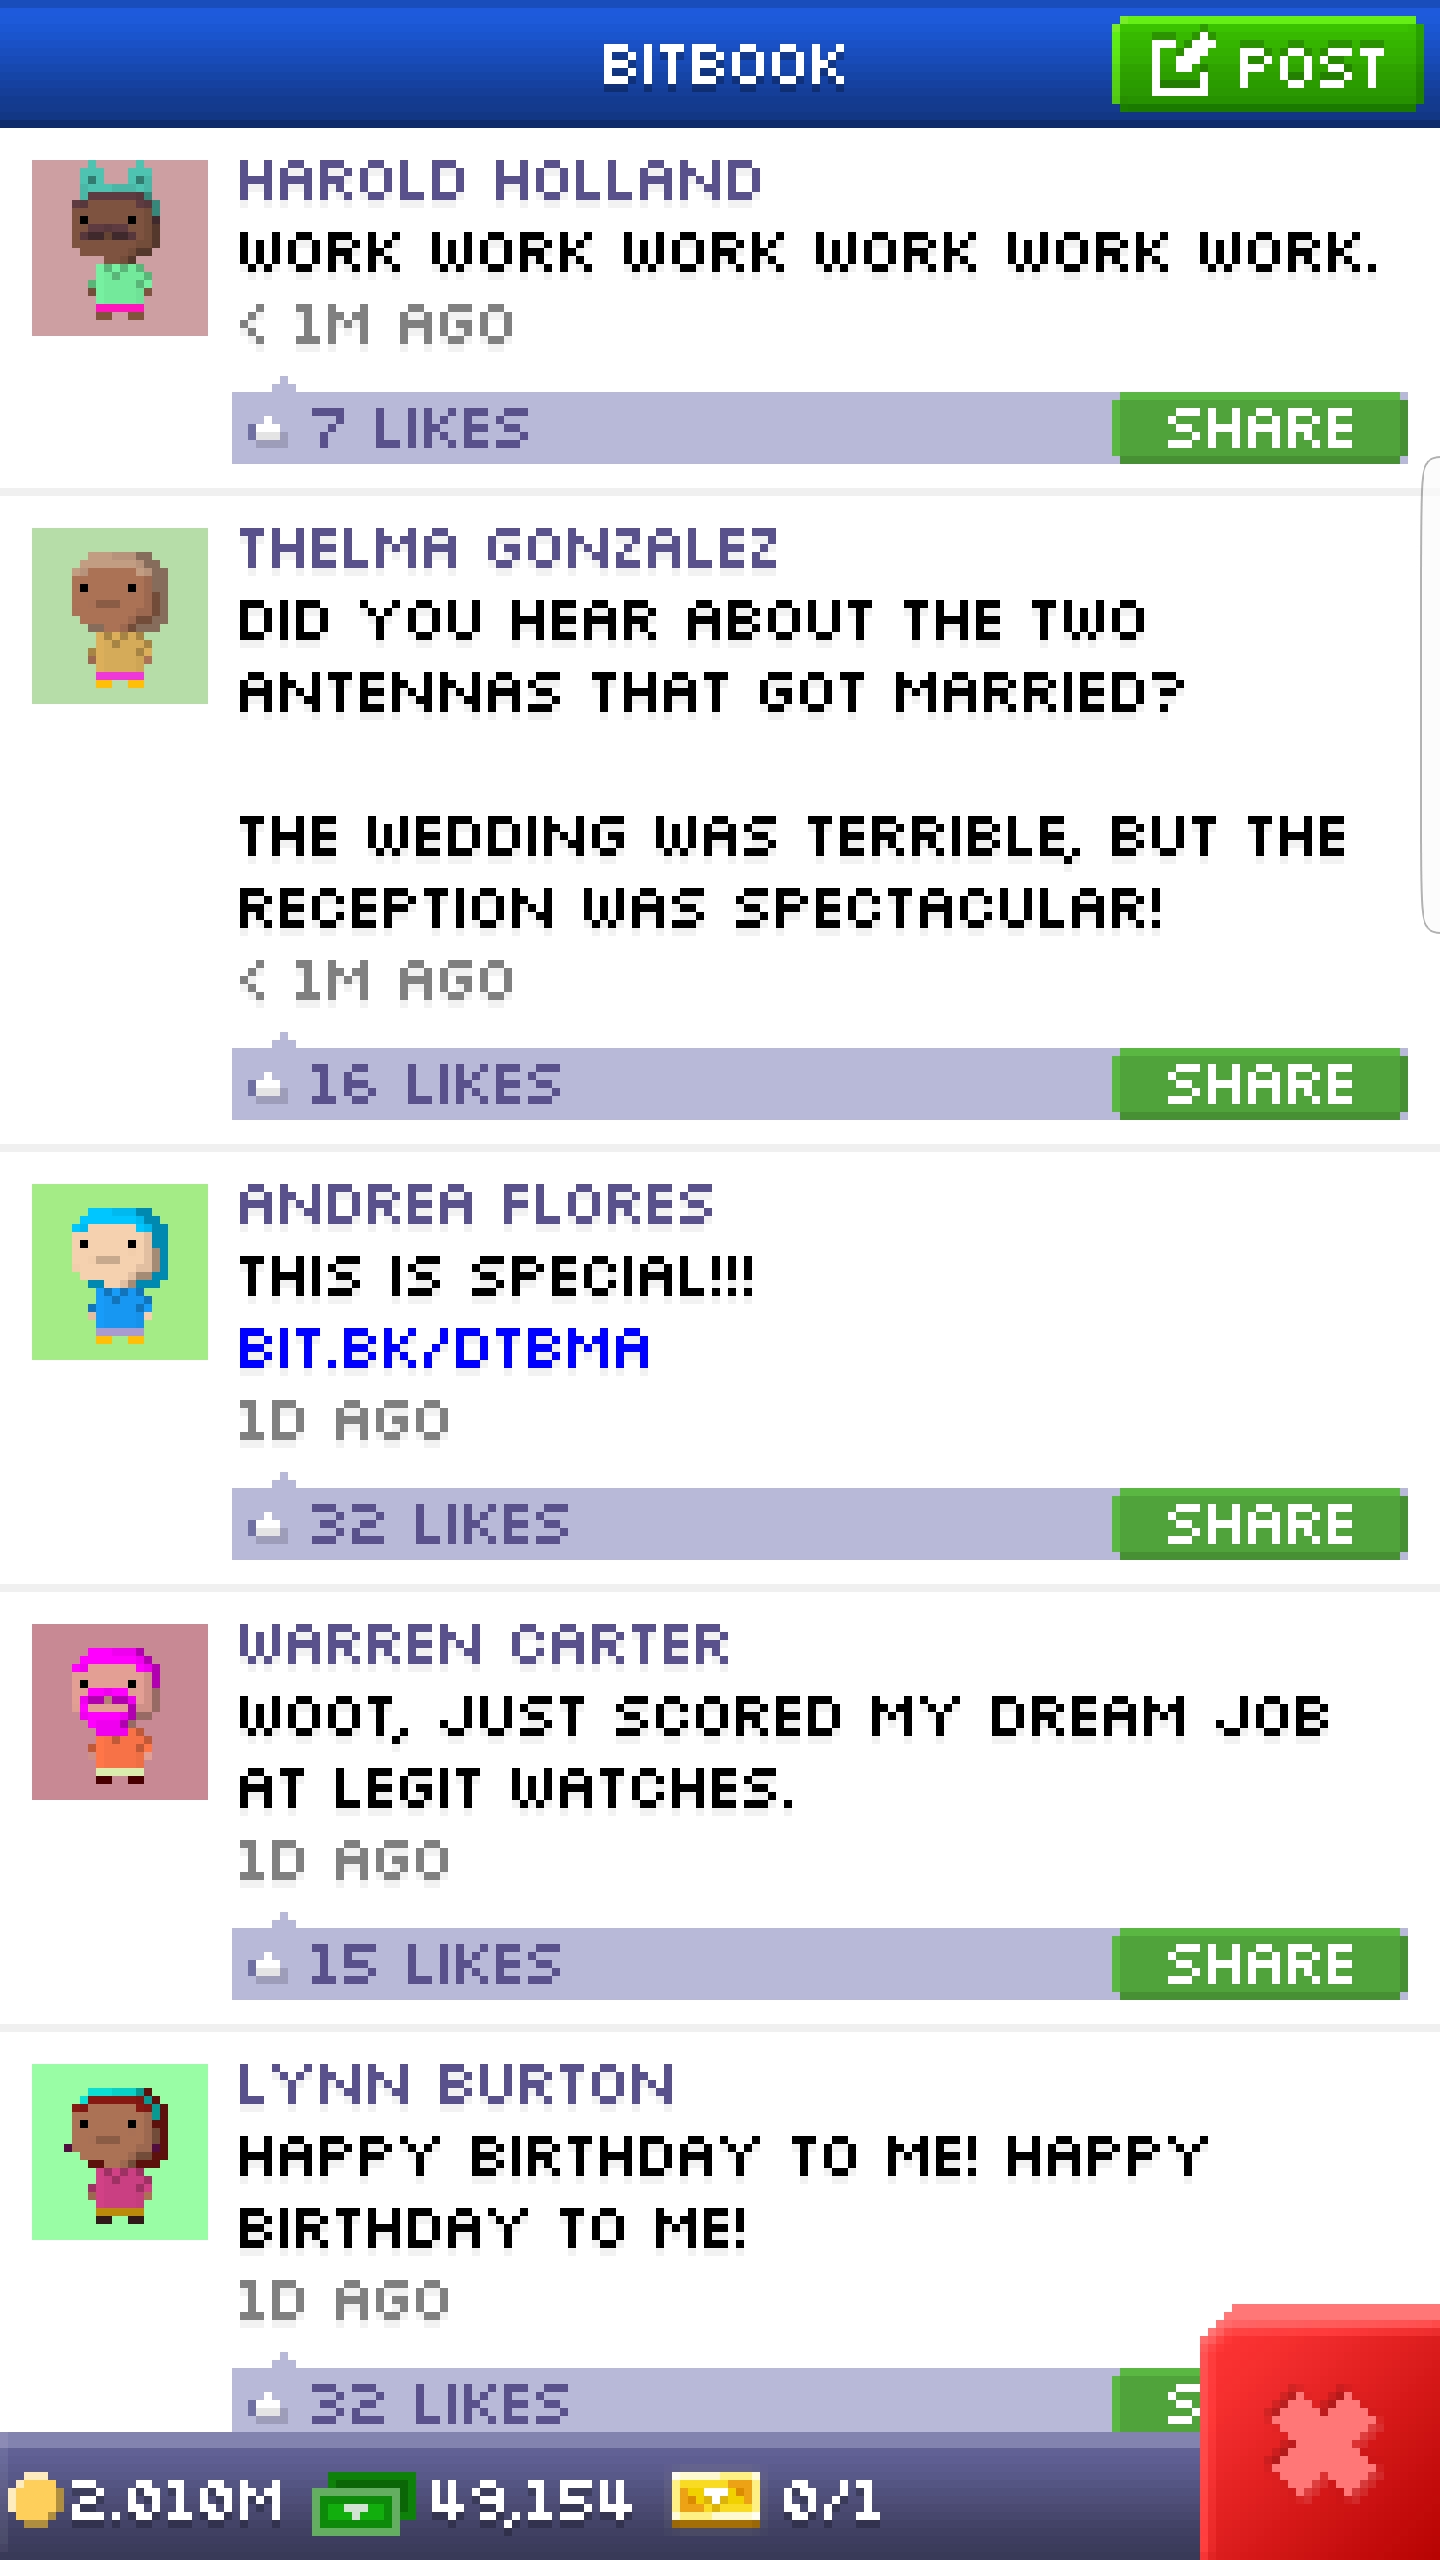 BITBOOK
POST
HAROLD HOLLAND
WORK WORK WORK WORK WORK WORK.
< 1M AGO
7 LIKES
SHARE
THELMA GONZALEZ
DID YOU HEAR ABOUT THE TWO
ANTENNAS THAT GOT MARRIED?
THE WEDDING WAS TERRIBLE, BUT THE
RECEPTION WAS SPECTACULAR!
< 1M AGO
16 LIKES
SHARE
ANDREA FLORES
THIS IS SPECIAL!!!
BIT.BK/DTBMA
1D AGO
32 LIKES
SHARE
WARREN CARTER
WOOT, JUST SCORED MY DREAM JOB
AT LEGIT WATCHES.
1D AGO
15 LIKES
SHARE
LYNN BURTON
HAPPY BIRTHDAY TO ME! HAPPY
BIRTHDAY TO ME!
1D AGO
32 LIKES
S
2.010M
49,154
0/1